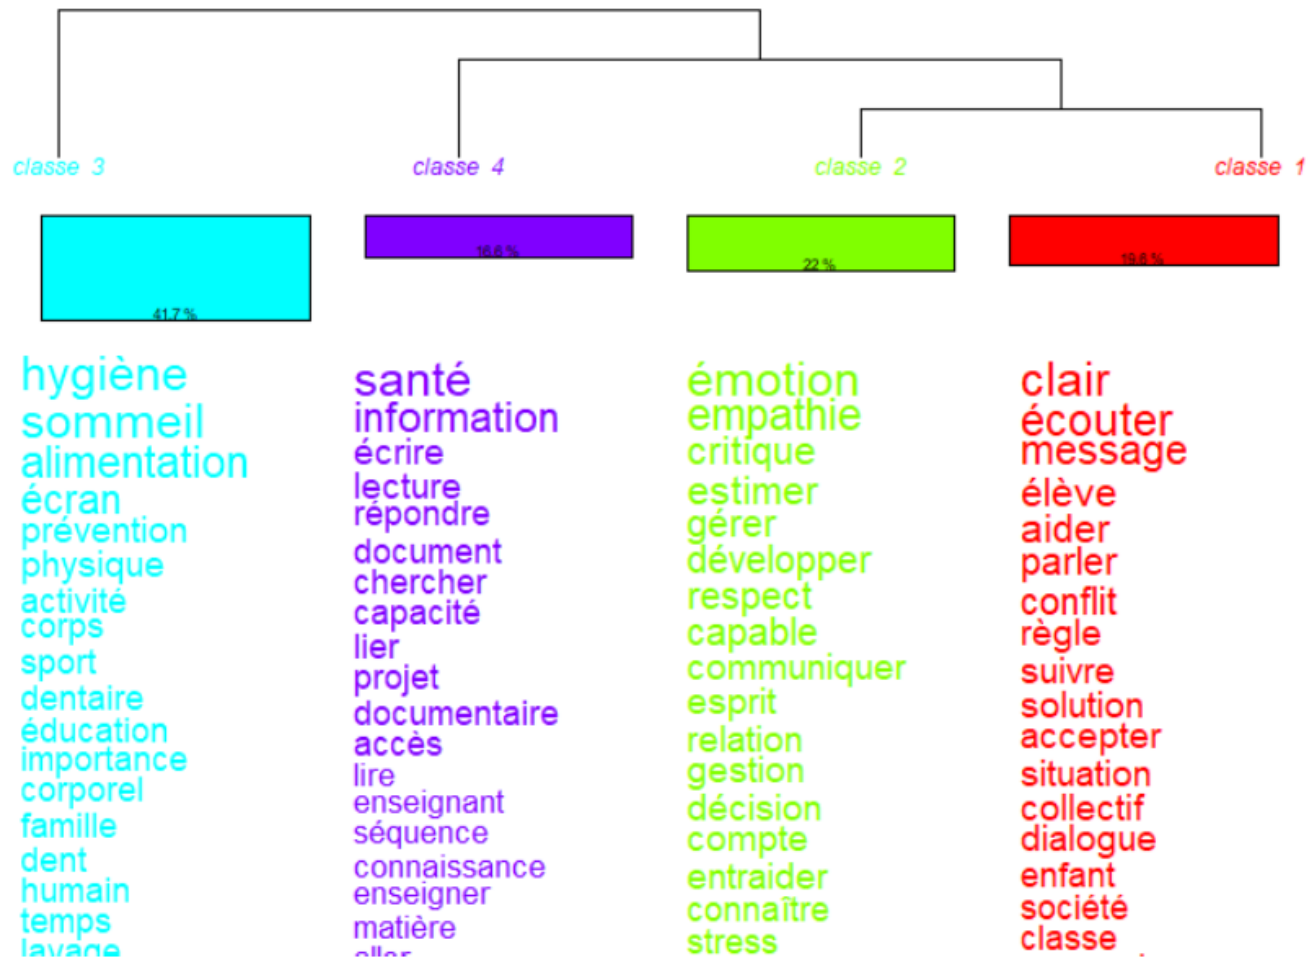 classe 3
classe 4
classe 2
classe 1
41.7 %
16.6 %
22 %
19.6 %
hygiène
sommeil
alimentation
écran
prévention
physique
activité
corps
sport
dentaire
éducation
importance
corporel
famille
dent
humain
temps
lavage
santé
information
écrire
lecture
répondre
document
chercher
capacité
lier
projet
documentaire
accès
lire
enseignant
séquence
connaissance
enseigner
matière
émotion
empathie
critique
estimer
gérer
développer
respect
capable
communiquer
esprit
relation
gestion
décision
compte
entraider
connaître
stress
clair
écouter
message
élève
aider
parler
conflit
règle
suivre
solution
accepter
situation
collectif
dialogue
enfant
société
classe